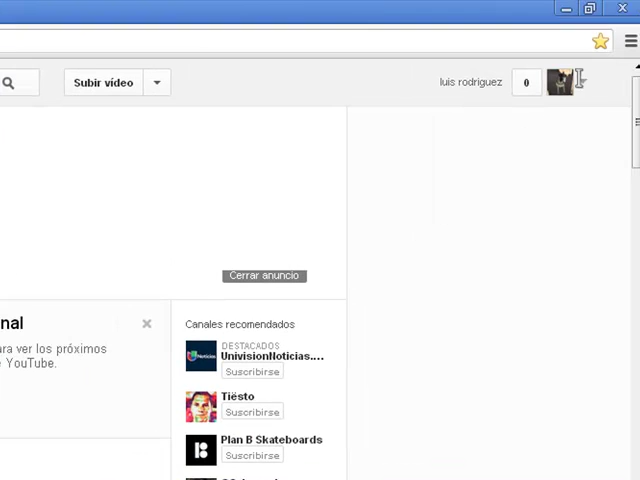 Subir vídeo
luis rodriguez
0
Cerrar anuncio
nal
ara ver los próximos
e YouTube.
Canales recomendados
DESTACADOS
UnivisionNoticias....
Suscribirse
Tiësto
Suscribirse
Plan B Skateboards
Suscribirse